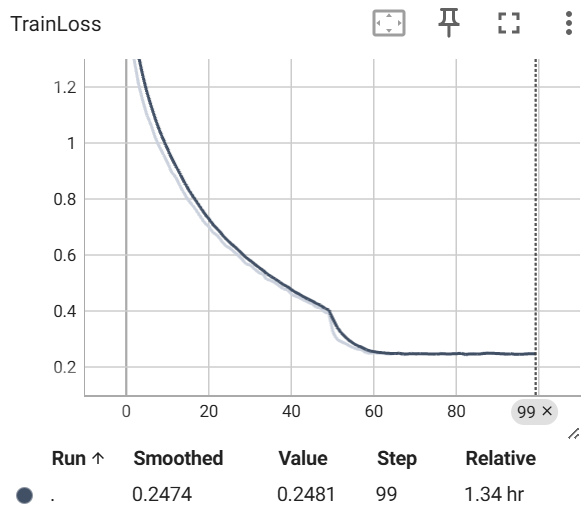 TrainLoss
1.2
1
0.8
0.6
0.4
0.2
0 20 40 60 80 99 ×
Run ↑ Smoothed Value Step Relative
. 0.2474 0.2481 99 1.34 hr